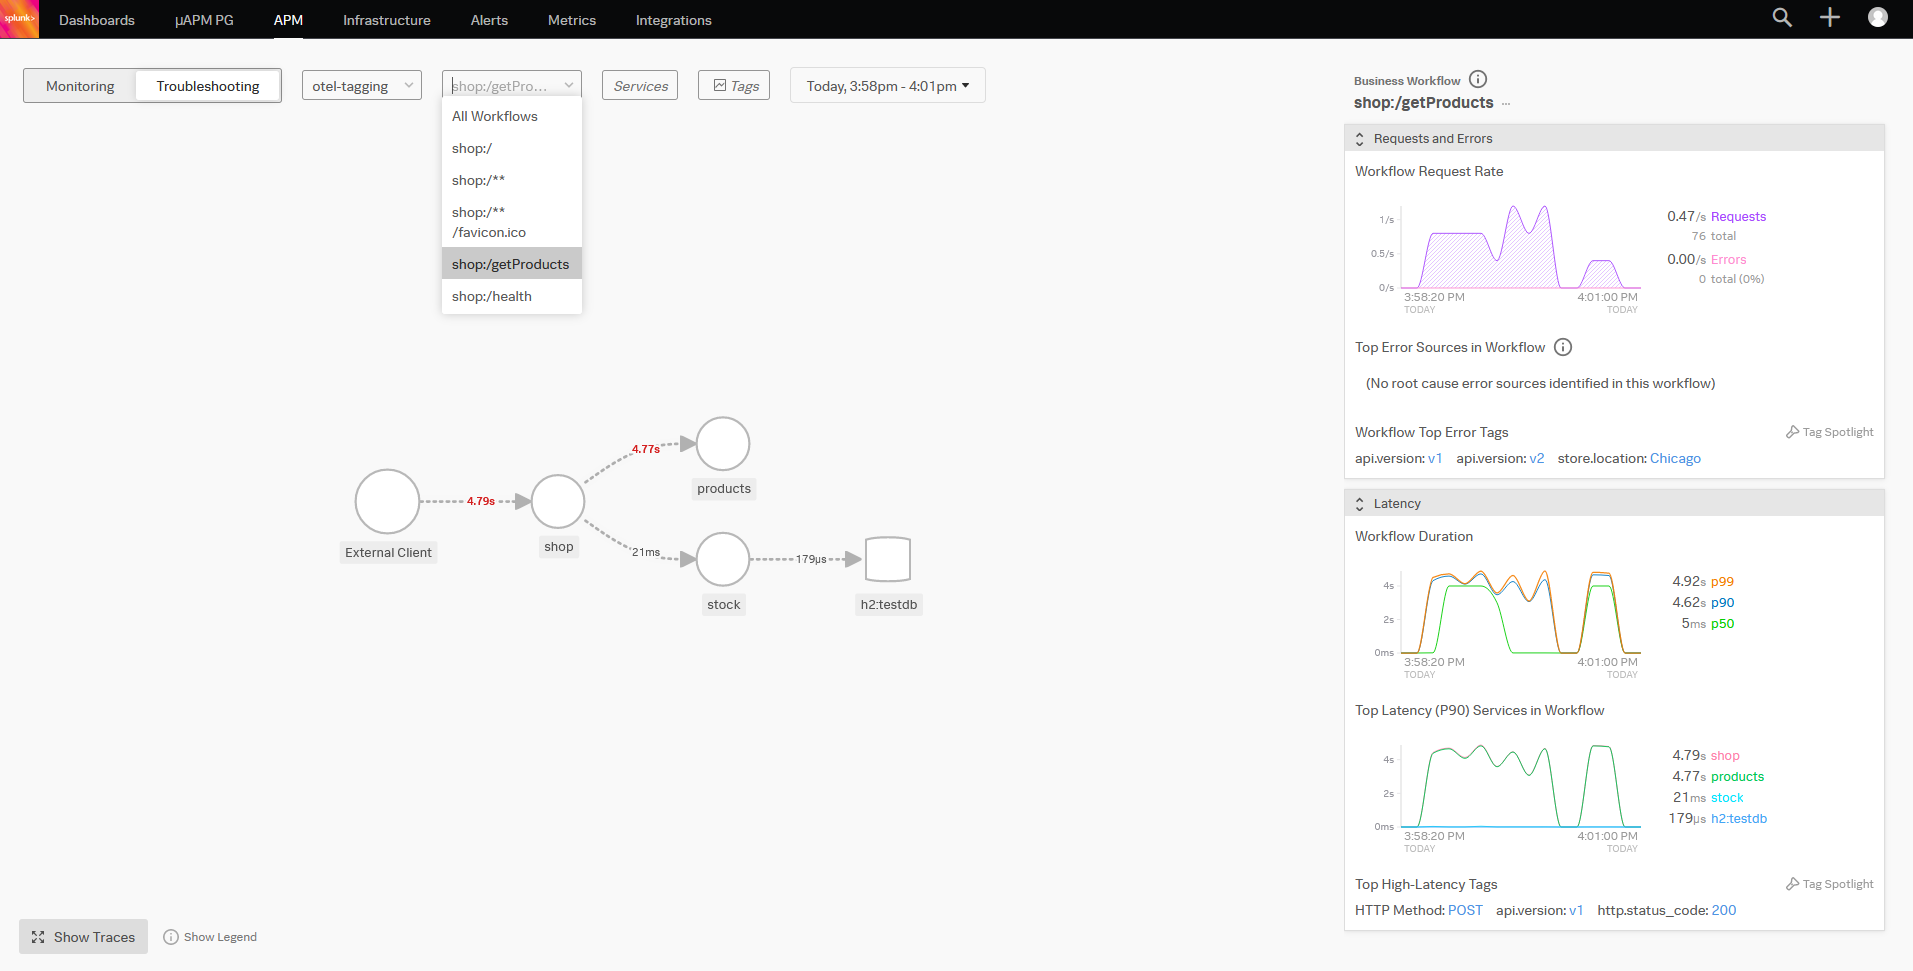 splunk>
Dashboards µAPM PG APM Infrastructure Alerts Metrics Integrations
Monitoring Troubleshooting otel-tagging shop:/getPro... Services Tags Today, 3:58pm - 4:01pm
All Workflows
shop:/
shop:/**
shop:/**
/favicon.ico
shop:/getProducts
shop:/health
4.79s
4.77s
21ms
179µs
External Client
shop
products
stock
h2:testdb
Show Traces Show Legend
Business Workflow
shop:/getProducts ...
Requests and Errors
Workflow Request Rate
1/s
0.5/s
0/s
3:58:20 PM 4:01:00 PM
TODAY TODAY
0.47/s Requests
76 total
0.00/s Errors
0 total (0%)
Top Error Sources in Workflow
(No root cause error sources identified in this workflow)
Workflow Top Error Tags Tag Spotlight
api.version: v1 api.version: v2 store.location: Chicago
Latency
Workflow Duration
4s
2s
0ms
3:58:20 PM 4:01:00 PM
TODAY TODAY
4.92s p99
4.62s p90
5ms p50
Top Latency (P90) Services in Workflow
4s
2s
0ms
3:58:20 PM 4:01:00 PM
TODAY TODAY
4.79s shop
4.77s products
21ms stock
179µs h2:testdb
Top High-Latency Tags Tag Spotlight
HTTP Method: POST api.version: v1 http.status_code: 200